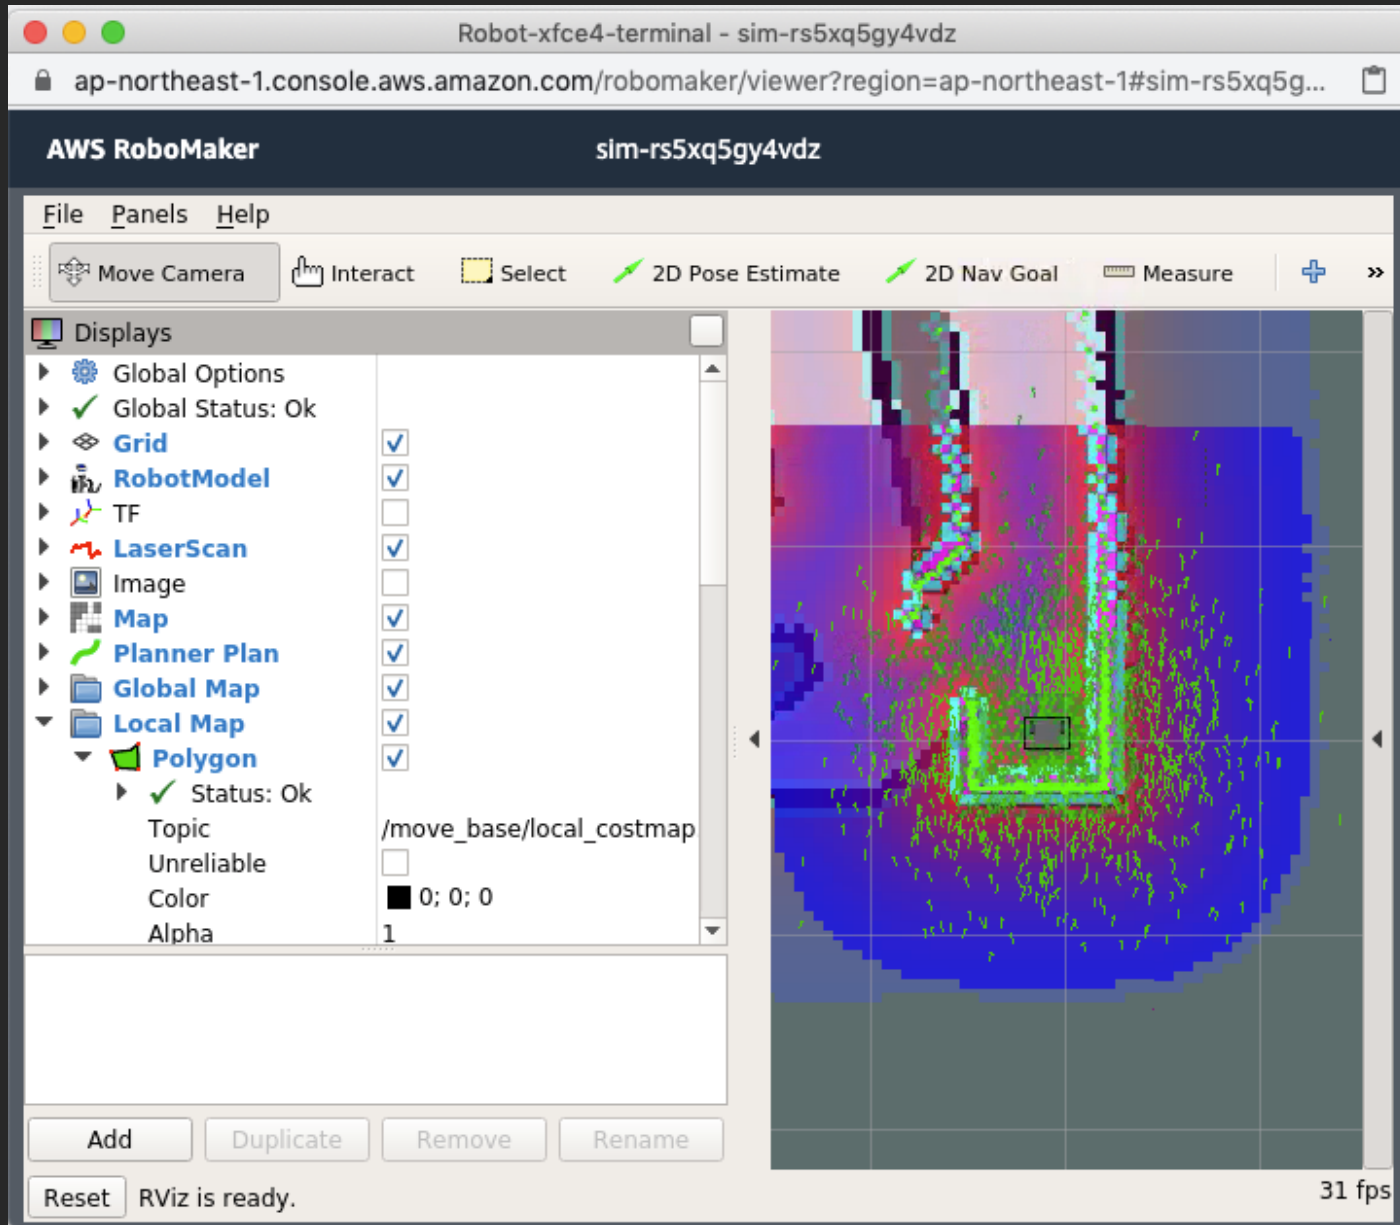 Robot-xfce4-terminal - sim-rs5xq5gy4vdz
ap-northeast-1.console.aws.amazon.com/robomaker/viewer?region=ap-northeast-1#sim-rs5xq5g...
AWS RoboMaker sim-rs5xq5gy4vdz
File Panels Help
Move Camera Interact Select 2D Pose Estimate 2D Nav Goal Measure »
Displays
Global Options
Global Status: Ok
Grid
RobotModel
TF
LaserScan
Image
Map
Planner Plan
Global Map
Local Map
Polygon
Status: Ok
Topic /move_base/local_costmap
Unreliable
Color 0; 0; 0
Alpha 1
Add Duplicate Remove Rename
Reset RViz is ready. 31 fps